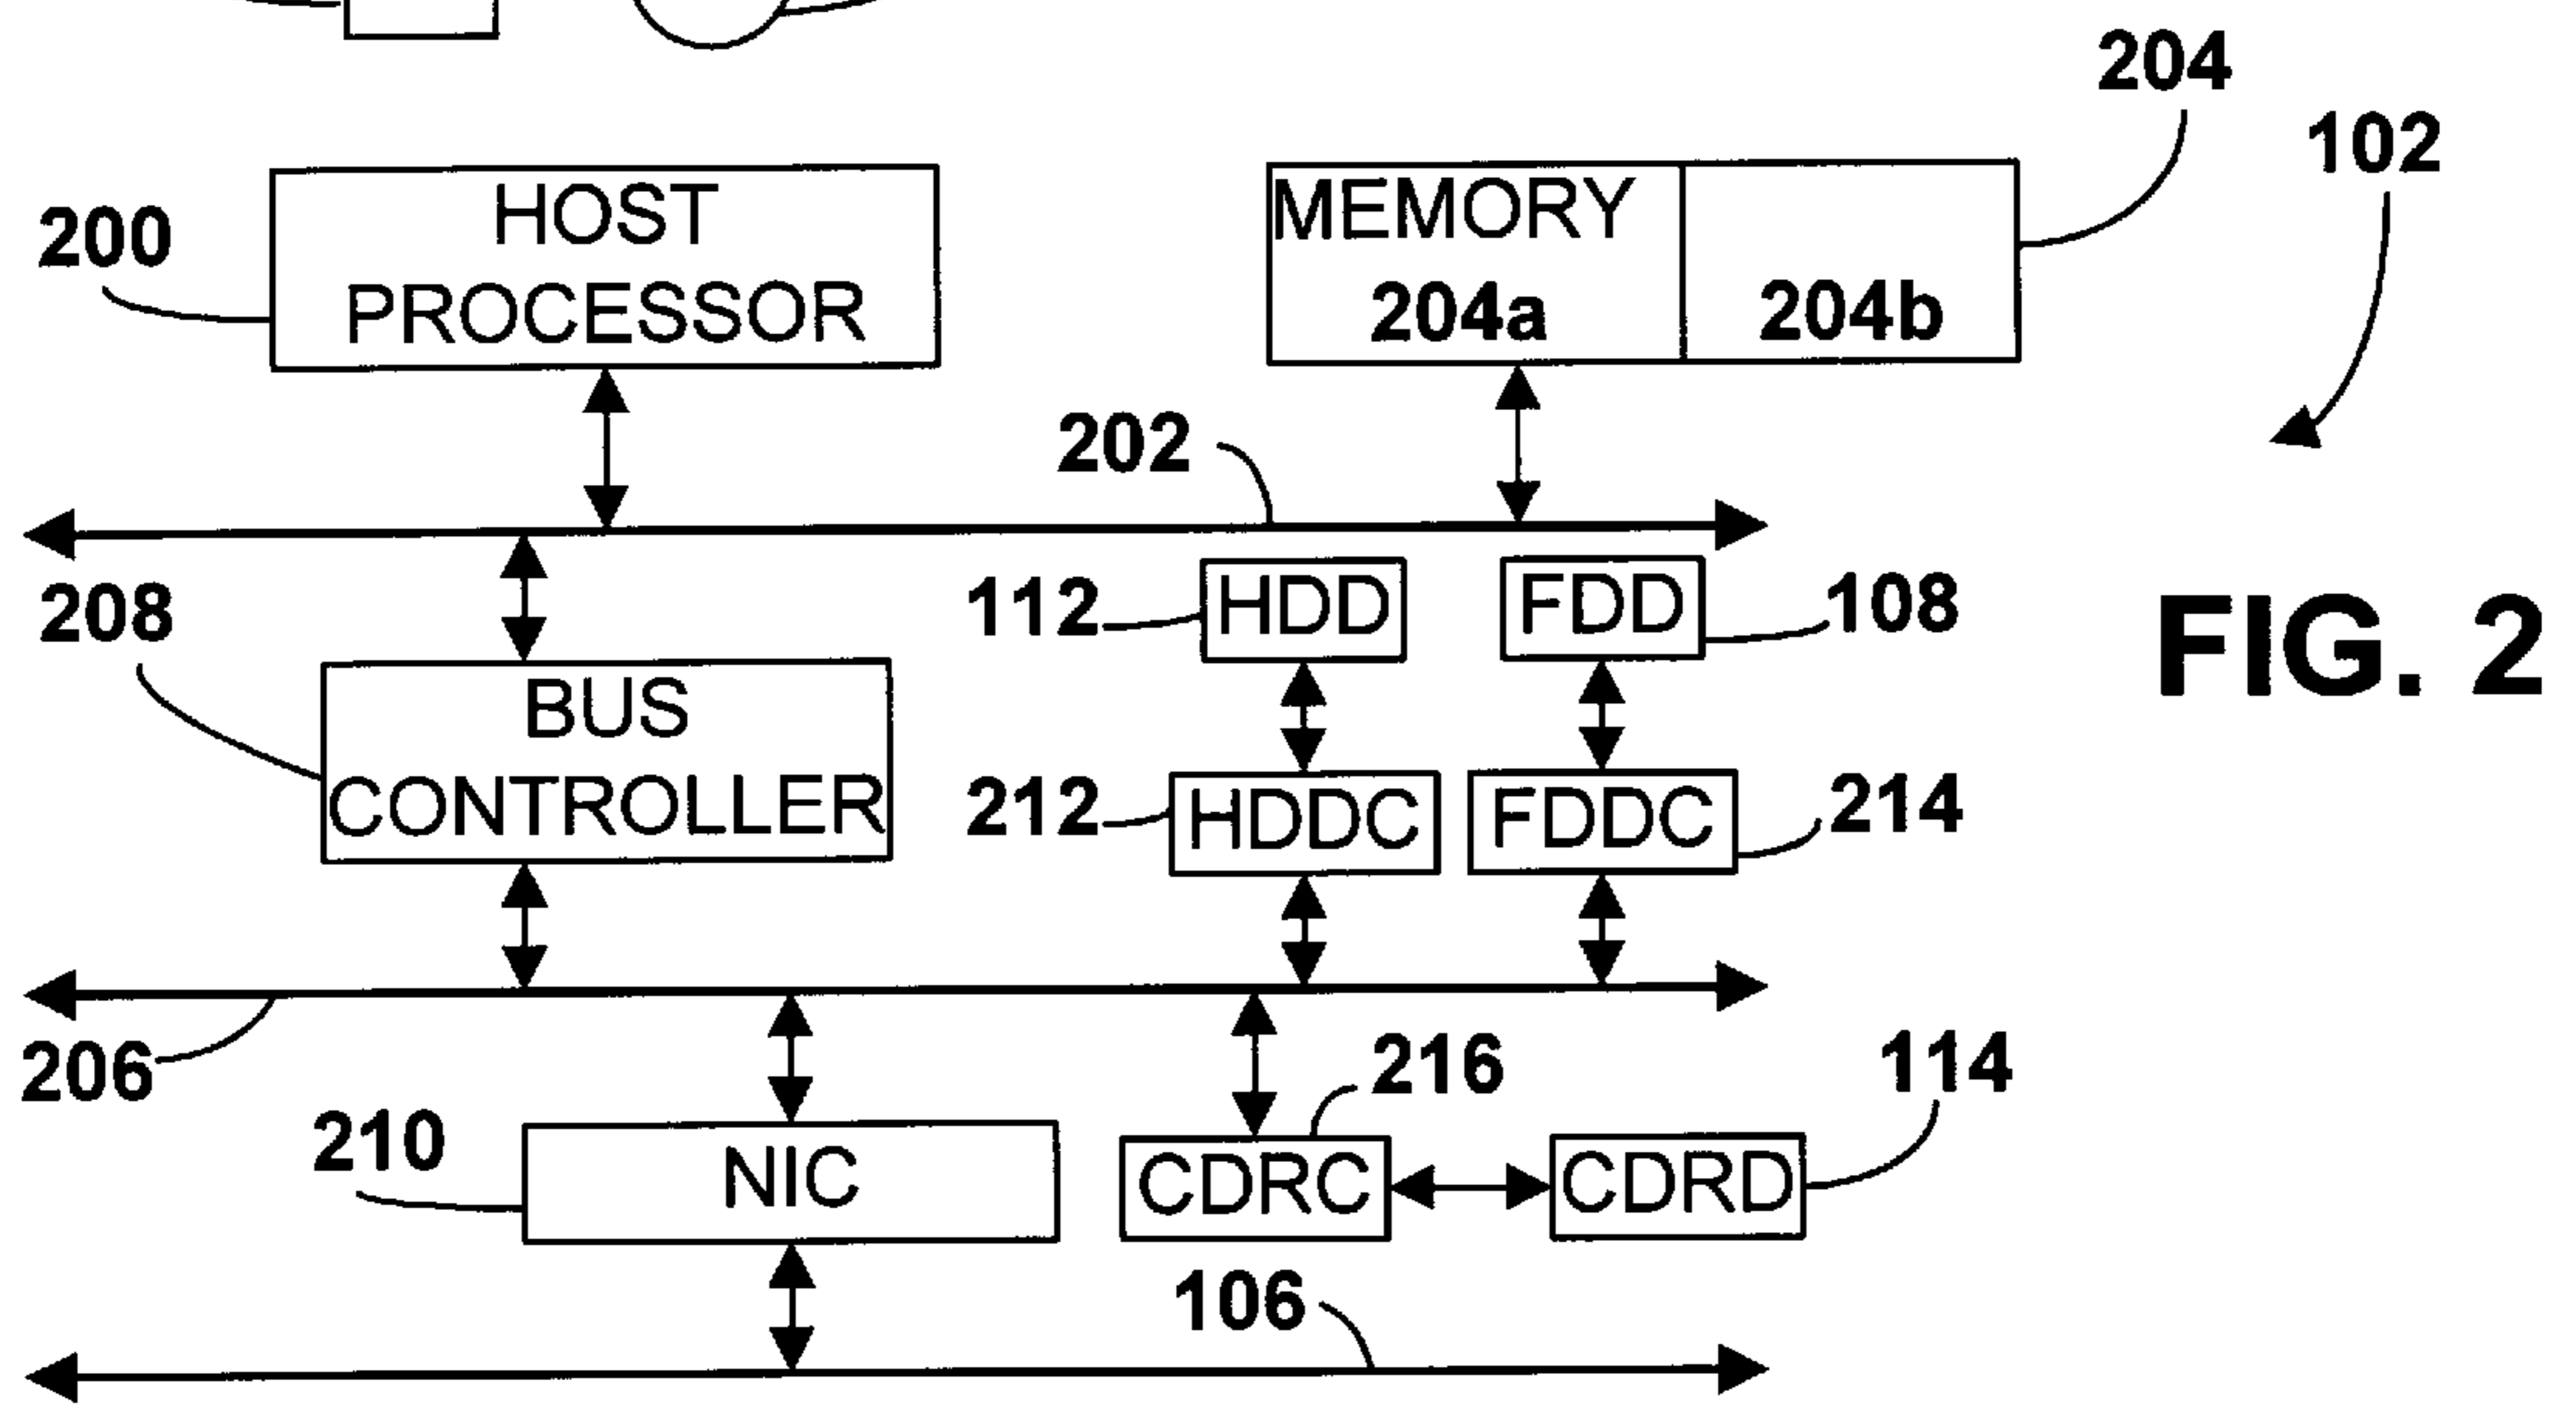 204
102
200
HOST
PROCESSOR
MEMORY
204a
204b
202
208
BUS
CONTROLLER
112
HDD
FDD
108
FIG. 2
212
HDDC
FDDC
214
206
216
114
210
NIC
CDRC
CDRD
106